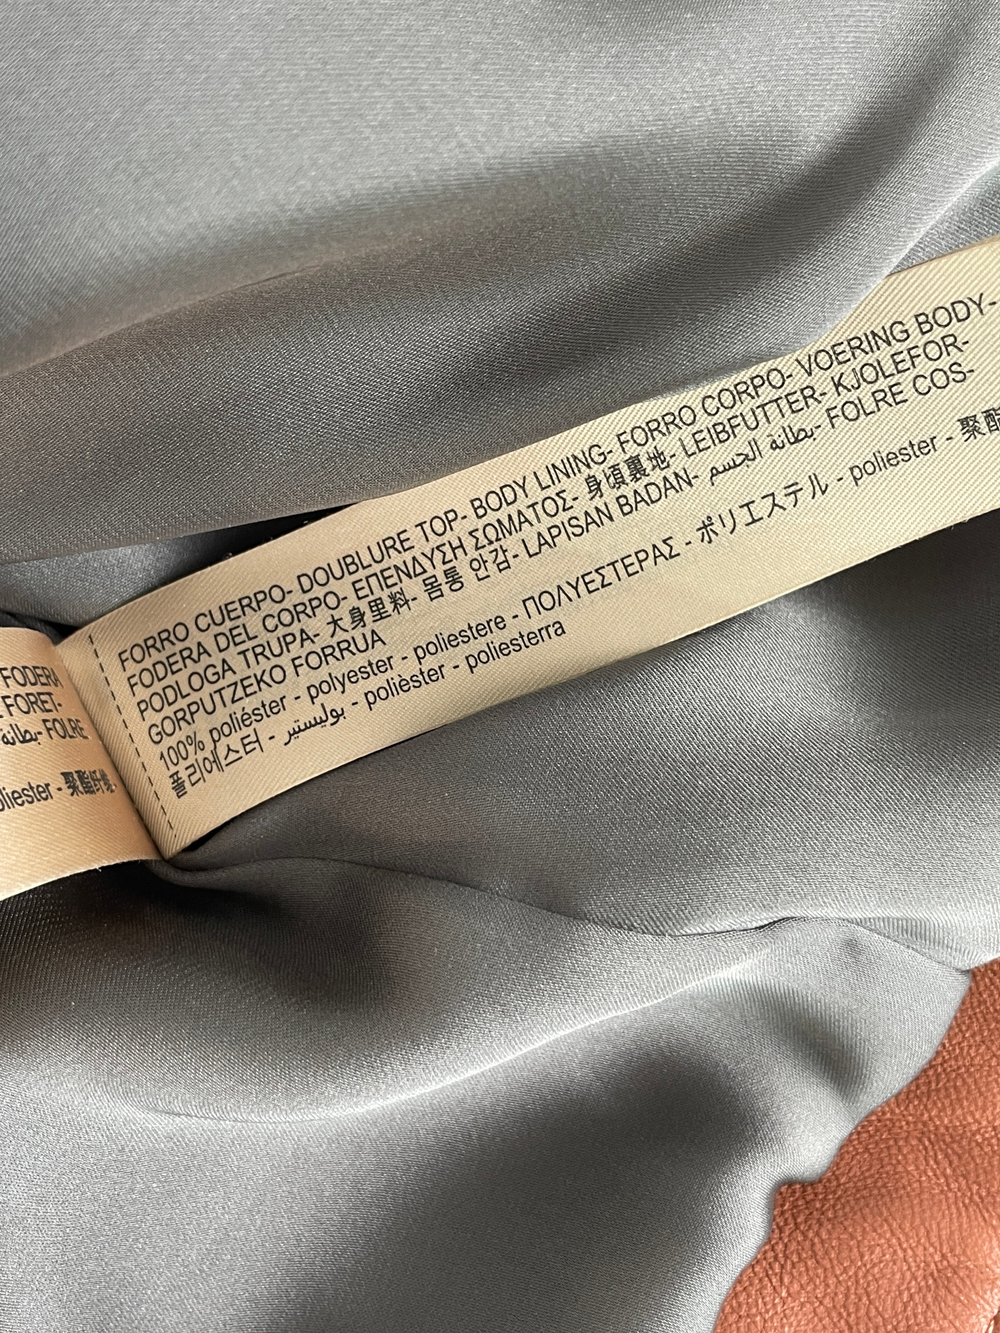 FORRO CUERPO- DOUBLURE TOP- BODY LINING- FORRO CORPO- VOERING BODY-
FODERA DEL CORPO- ΕΠΕΝΔΥΣΗ ΣΩΜΑΤΟΣ- 身頃裏地- LEIBFUTTER- KJOLEFOR-
PODLOGA TRUPA- 大身里料- 몸통 안감- LAPISAN BADAN- بطانة الجسم- FOLRE COS-
GORPUTZEKO FORRUA
100% poliéster - polyester - poliestere - ΠΟΛΥΕΣΤΕΡΑΣ - ポリエステル - poliester - 聚酯
폴리에스터 - بوليستير - polièster - poliesterra
FODERA
FORET-
بطانة- FOLRE
liester - 聚酯纤维 -